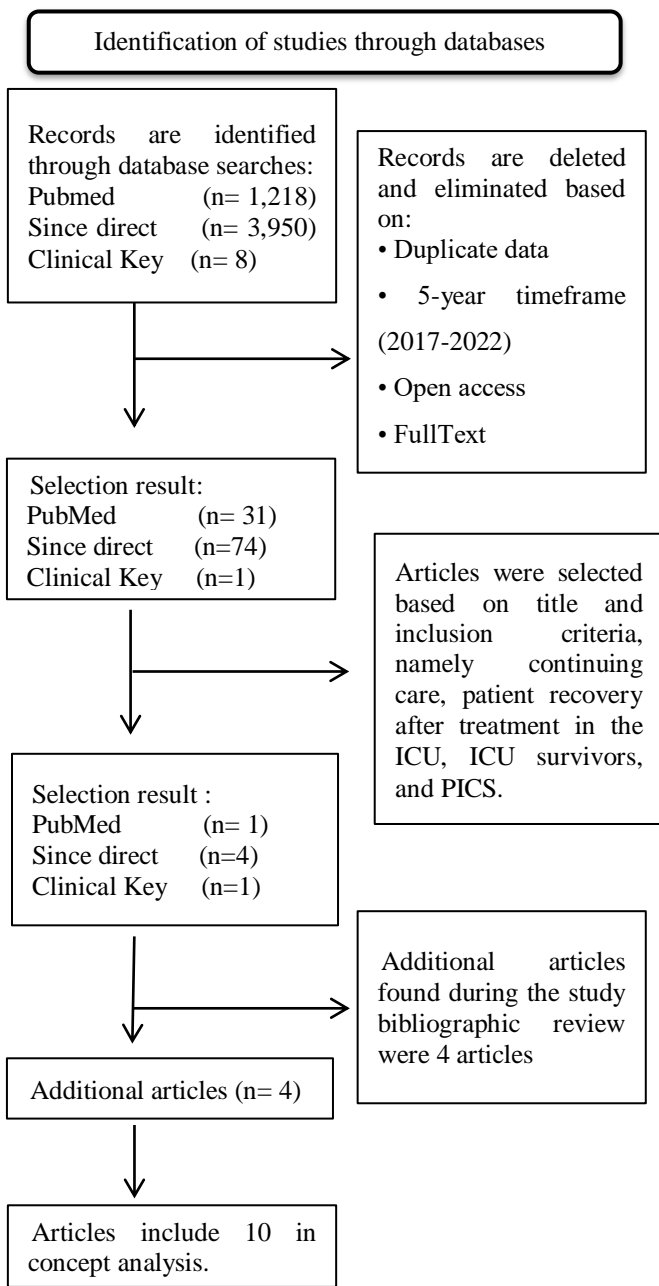 Identification of studies through databases
Records are identified
through database searches:
Pubmed (n= 1,218)
Since direct (n= 3,950)
Clinical Key (n= 8)
Records are deleted
and eliminated based
on:
• Duplicate data
• 5-year timeframe
(2017-2022)
• Open access
• FullText
Selection result:
PubMed (n= 31)
Since direct (n=74)
Clinical Key (n=1)
Articles were selected
based on title and
inclusion criteria,
namely continuing
care, patient recovery
after treatment in the
ICU, ICU survivors,
and PICS.
Selection result :
PubMed (n= 1)
Since direct (n=4)
Clinical Key (n=1)
Additional articles
found during the study
bibliographic review
were 4 articles
Additional articles (n= 4)
Articles include 10 in
concept analysis.